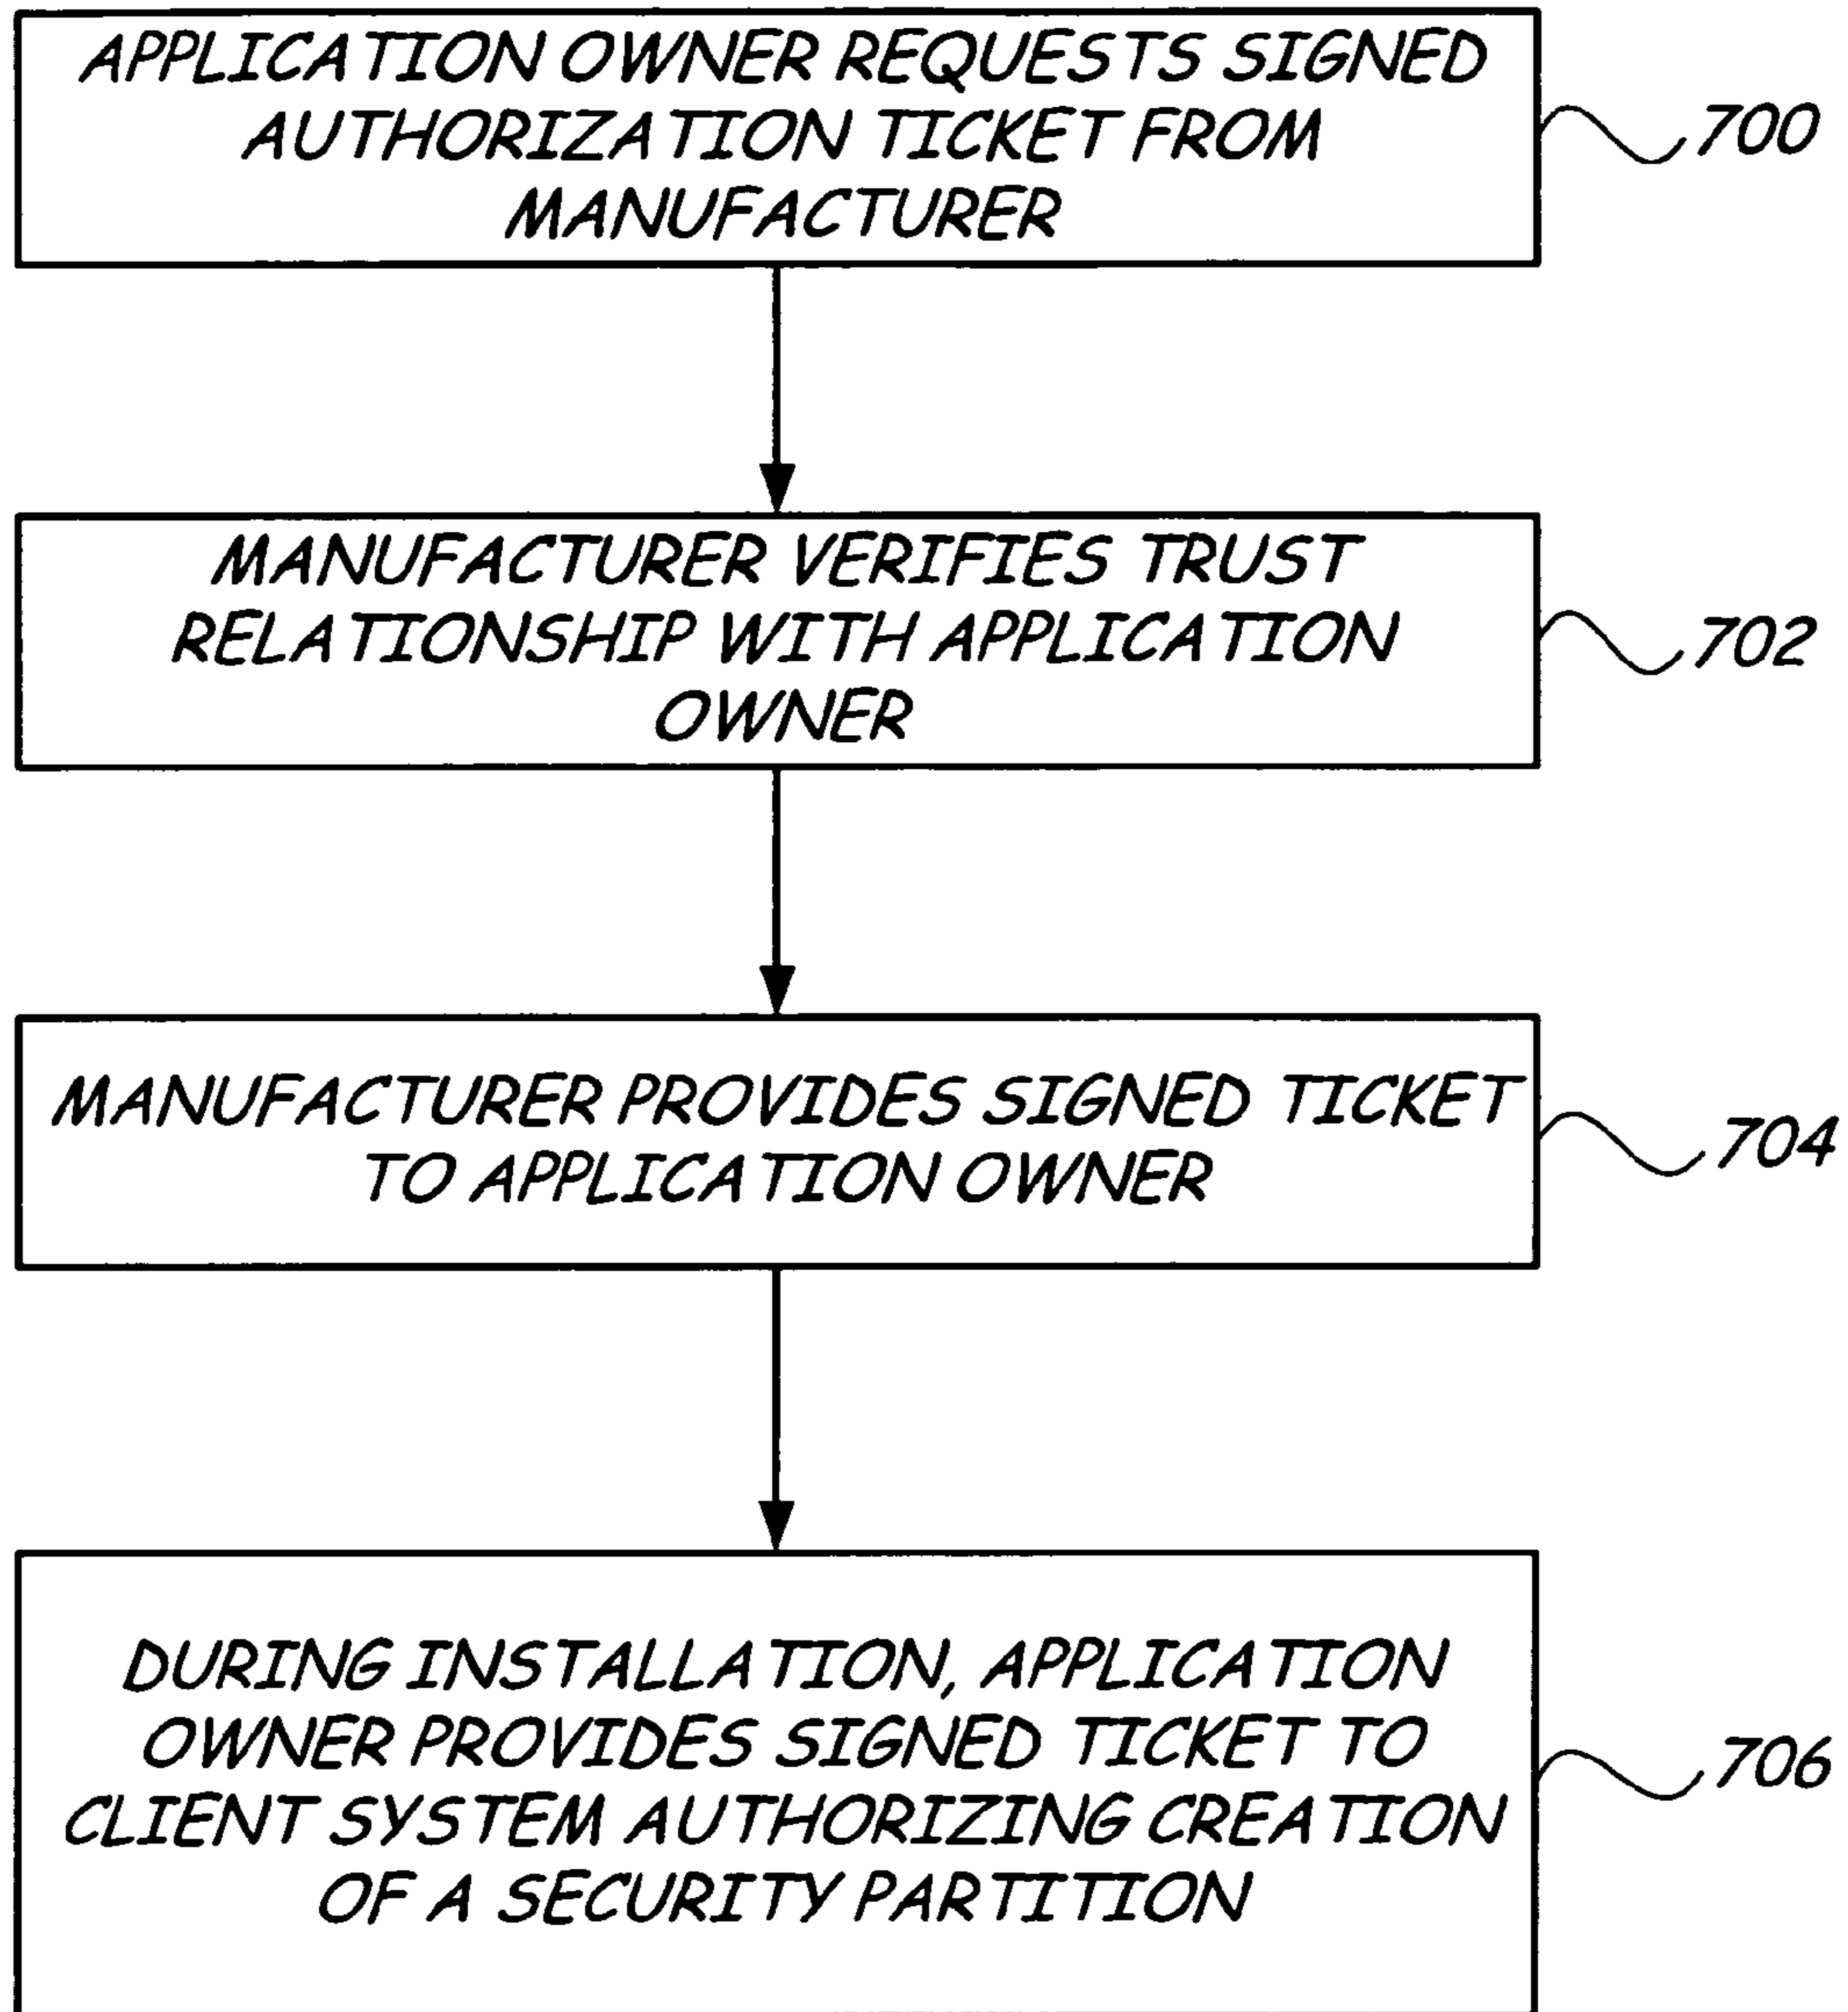 APPLICATION OWNER REQUESTS SIGNED
AUTHORIZATION TICKET FROM
MANUFACTURER
700
MANUFACTURER VERIFIES TRUST
RELATIONSHIP WITH APPLICATION
OWNER
702
MANUFACTURER PROVIDES SIGNED TICKET
TO APPLICATION OWNER
704
DURING INSTALLATION, APPLICATION
OWNER PROVIDES SIGNED TICKET TO
CLIENT SYSTEM AUTHORIZING CREATION
OF A SECURITY PARTITION
706